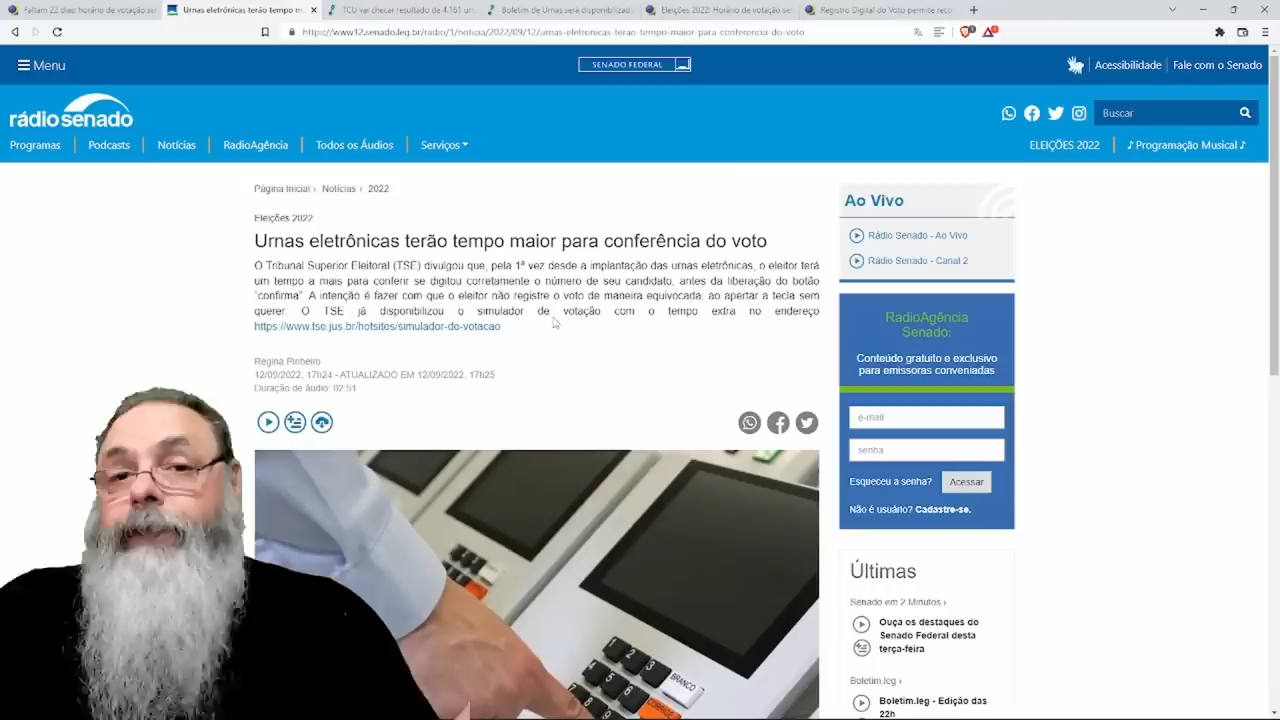 Faltam 22 dias: horário de votação se
Urnas eletrônicas terão tempo m
TCU vai checar resultado de 4.161 ur
Boletim de Urnas será disponibilizado
Eleições 2022: Horário de votação se
Registro Digital do Voto permite reco
https://www12.senado.leg.br/radio/1/noticia/2022/09/12/urnas-eletronicas-terao-tempo-maior-para-conferencia-do-voto
Menu
SENADO FEDERAL
Acessibilidade
Fale com o Senado
rádiosenado
Buscar
Programas
Podcasts
Notícias
RadioAgência
Todos os Áudios
Serviços
ELEIÇÕES 2022
♪ Programação Musical ♪
Página Inicial › Notícias › 2022
Eleições 2022
Urnas eletrônicas terão tempo maior para conferência do voto
O Tribunal Superior Eleitoral (TSE) divulgou que, pela 1ª vez desde a implantação das urnas eletrônicas, o eleitor terá
um tempo a mais para conferir se digitou corretamente o número de seu candidato, antes da liberação do botão
"confirma". A intenção é fazer com que o eleitor não registre o voto de maneira equivocada, ao apertar a tecla sem
querer. O TSE já disponibilizou o simulador de votação com o tempo extra no endereço
https://www.tse.jus.br/hotsites/simulador-de-votacao
Regina Pinheiro
12/09/2022, 17h24 - ATUALIZADO EM 12/09/2022, 17h25
Duração de áudio: 02:51
1 2 3
4 5
6
BRANCO
Ao Vivo
Rádio Senado - Ao Vivo
Rádio Senado - Canal 2
RadioAgência
Senado:
Conteúdo gratuito e exclusivo
para emissoras conveniadas
e-mail
senha
Esqueceu a senha?
Acessar
Não é usuário? Cadastre-se.
Últimas
Senado em 2 Minutos ›
Ouça os destaques do
Senado Federal desta
terça-feira
Boletim.leg ›
Boletim.leg - Edição das
22h